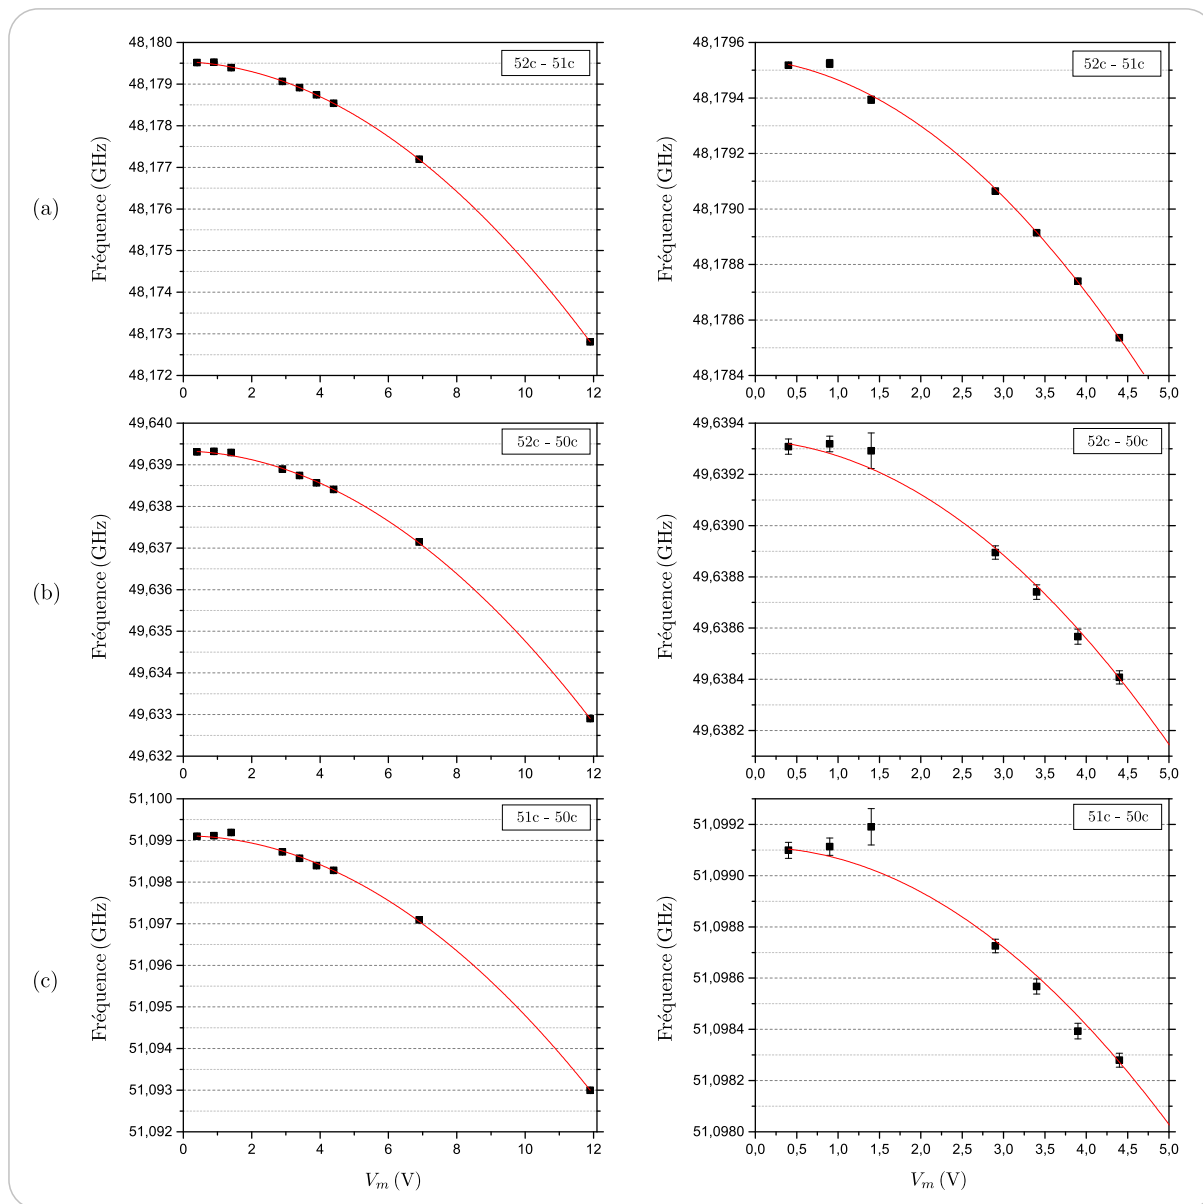 (a)
Fréquence (GHz)
48,180
48,179
48,178
48,177
48,176
48,175
48,174
48,173
48,172
52c - 51c
0 2 4 6 8 10 12
Fréquence (GHz)
48,1796
48,1794
48,1792
48,1790
48,1788
48,1786
48,1784
52c - 51c
0,0 0,5 1,0 1,5 2,0 2,5 3,0 3,5 4,0 4,5 5,0
(b)
Fréquence (GHz)
49,640
49,639
49,638
49,637
49,636
49,635
49,634
49,633
49,632
52c - 50c
0 2 4 6 8 10 12
Fréquence (GHz)
49,6394
49,6392
49,6390
49,6388
49,6386
49,6384
49,6382
52c - 50c
0,0 0,5 1,0 1,5 2,0 2,5 3,0 3,5 4,0 4,5 5,0
(c)
Fréquence (GHz)
51,100
51,099
51,098
51,097
51,096
51,095
51,094
51,093
51,092
51c - 50c
0 2 4 6 8 10 12
V_m (V)
Fréquence (GHz)
51,0992
51,0990
51,0988
51,0986
51,0984
51,0982
51,0980
51c - 50c
0,0 0,5 1,0 1,5 2,0 2,5 3,0 3,5 4,0 4,5 5,0
V_m (V)